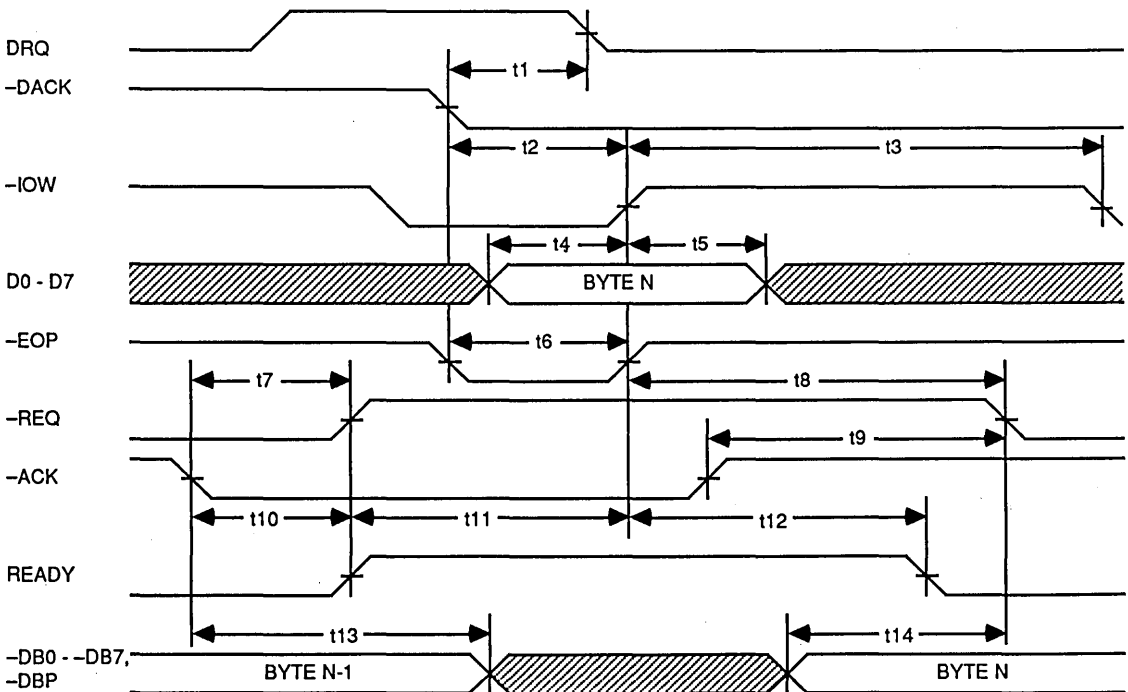 DRQ
t1
–DACK
t2
t3
–IOW
t4
t5
D0 - D7
BYTE N
–EOP
t6
t7
t8
–REQ
t9
–ACK
t10
t11
t12
READY
t13
t14
–DB0 - –DB7,
–DBP
BYTE N-1
BYTE N